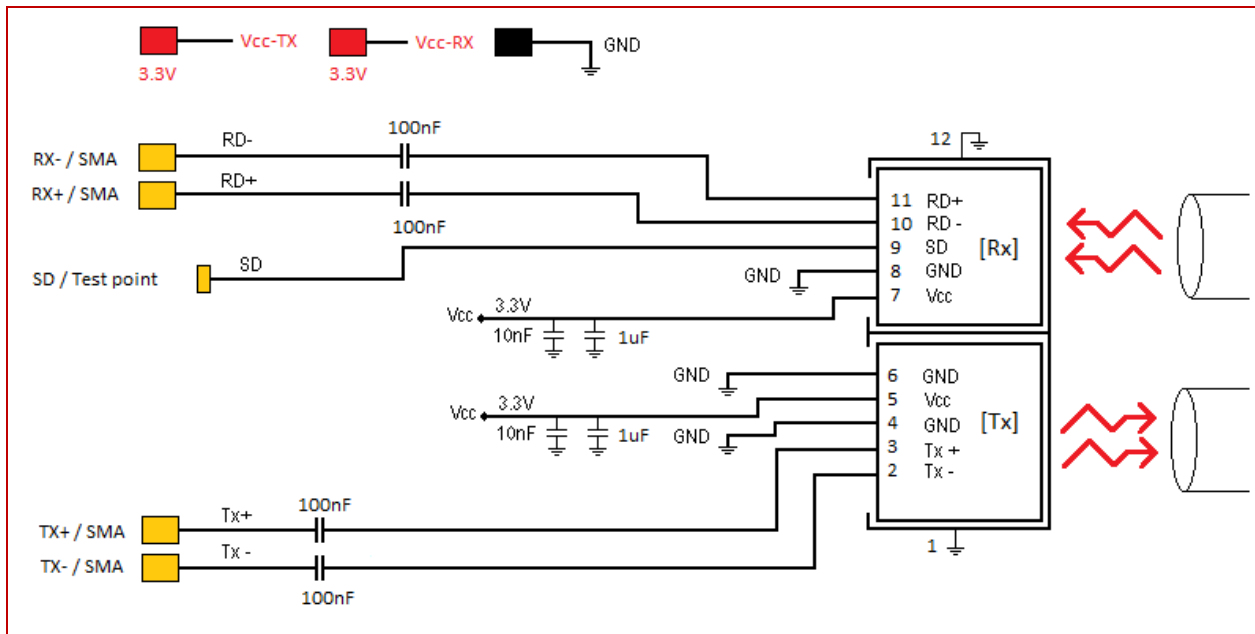 Vcc-TX
Vcc-RX
GND
3.3V
3.3V
100nF
12
RD-
RX- / SMA
RD+
RX+ / SMA
11 RD+
100nF
10 RD -
SD
9 SD
[Rx]
SD / Test point
GND
8 GND
7 Vcc
3.3V
Vcc
10nF
1uF
GND
6 GND
3.3V
5 Vcc
Vcc
10nF
1uF
GND
4 GND
[Tx]
3 Tx +
2 Tx -
100nF
Tx+
TX+ / SMA
Tx -
1
TX- / SMA
100nF